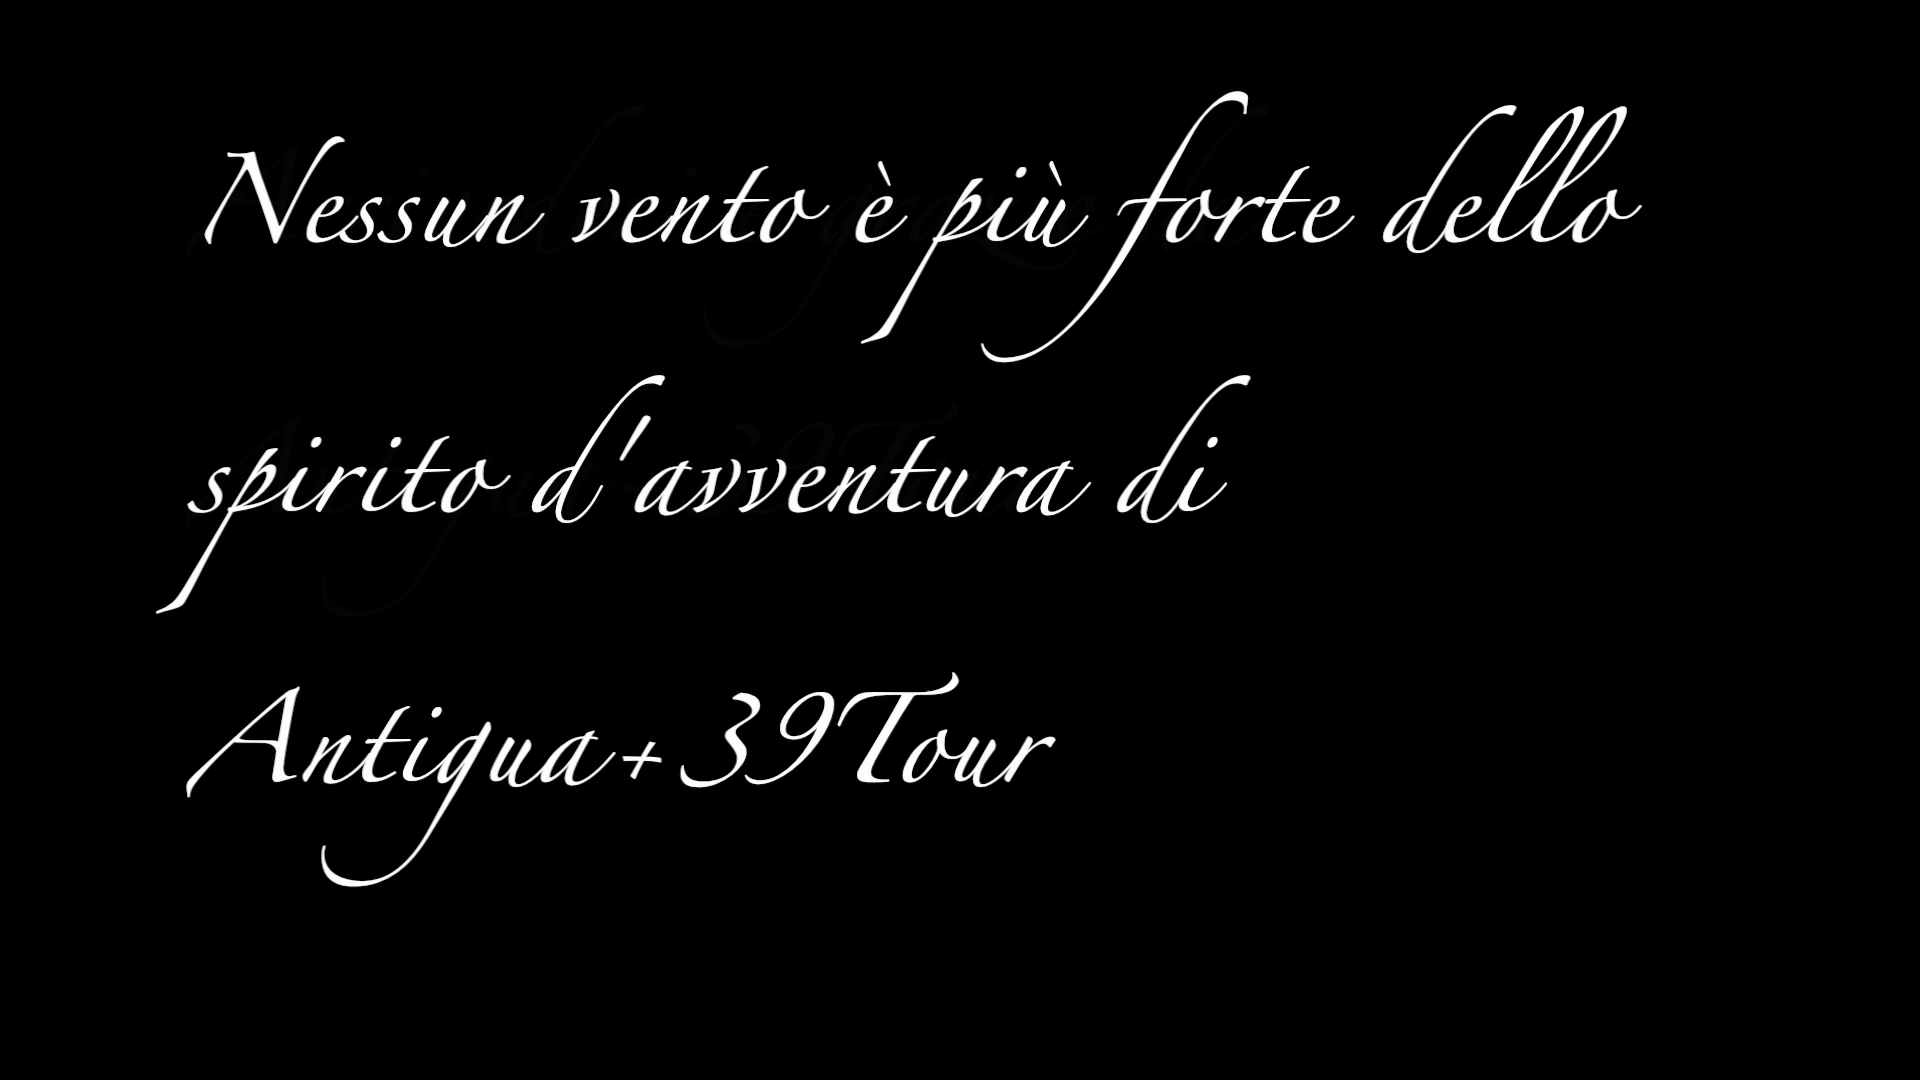 Nessun vento è più forte dello
spirito d'avventura di
Antigua+39Tour